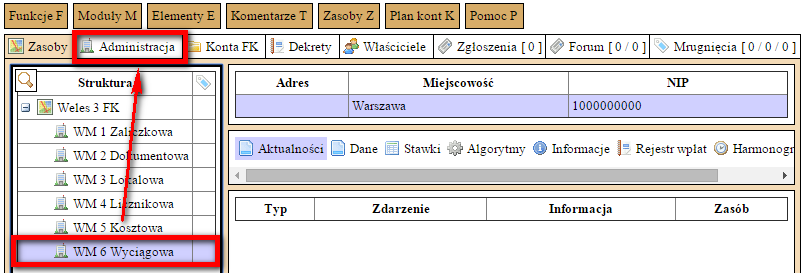 Funkcje F Moduły M Elementy E Komentarze T Zasoby Z Plan kont K Pomoc P
Zasoby Administracja Konta FK Dekrety Właściciele Zgłoszenia [ 0 ] Forum [ 0 / 0 ] Mrugnięcia [ 0 / 0 / 0 ]
Struktura
Weles 3 FK
WM 1 Zaliczkowa
WM 2 Dokumentowa
WM 3 Lokalowa
WM 4 Licznikowa
WM 5 Kosztowa
WM 6 Wyciągowa
Adres Miejscowość NIP
Warszawa 1000000000
Aktualności Dane Stawki Algorytmy Informacje Rejestr wpłat Harmonogr
Typ Zdarzenie Informacja Zasób